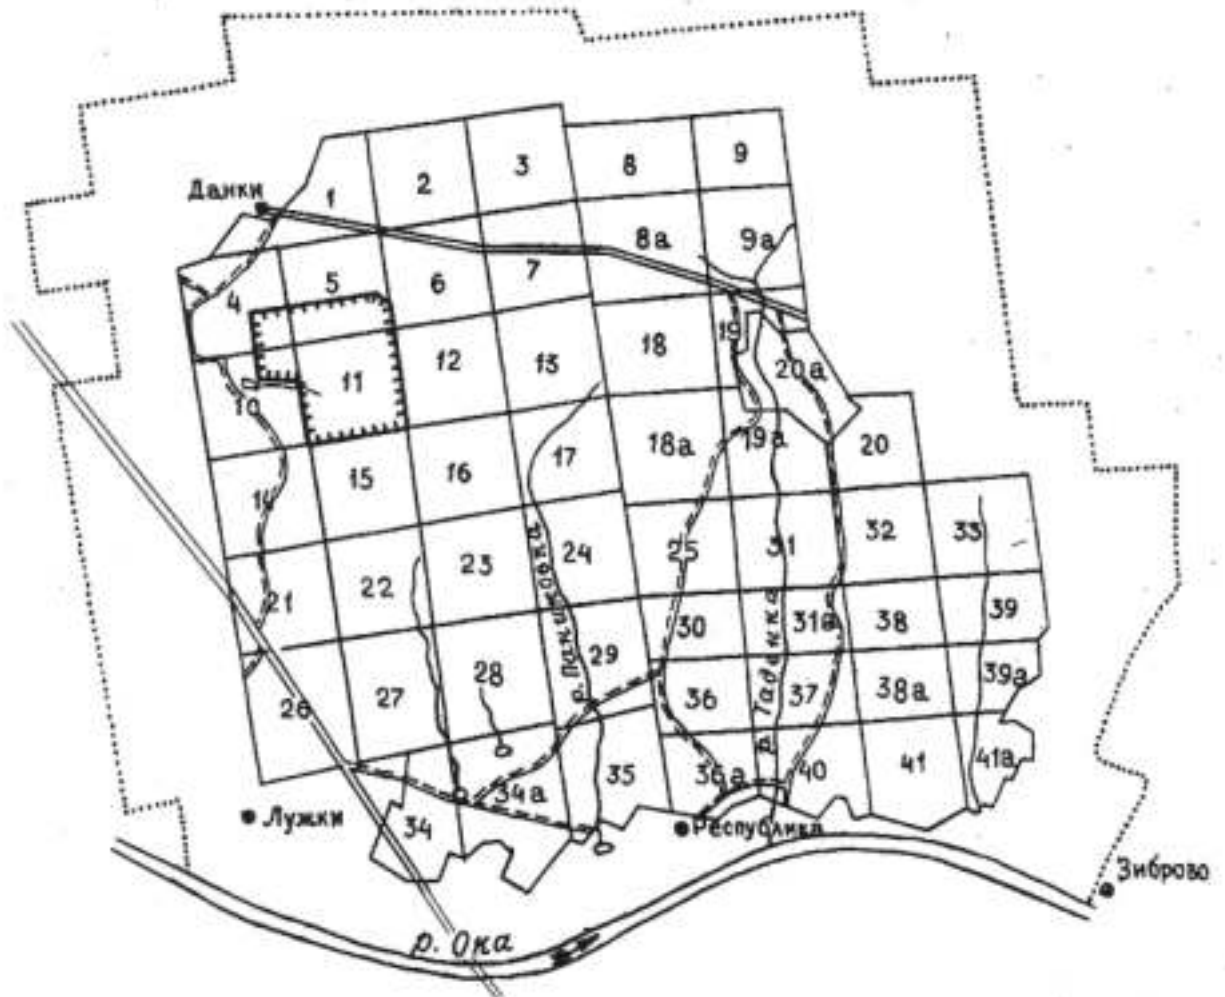 1 2 3 8 9
Данки
8а 9а
4 5 6 7
10 11 12 13 18 19 20а
14 15 16 17 18а 19а 20
21 22 23 24 25 31 32 33
30 31а 38 39
26 27 28 29 36 37 38а 39а
34 34а 35 36а 40 41 41а
р. Паниковка
р. Таденка
Лужки
Республика
Зиброво
р. Ока